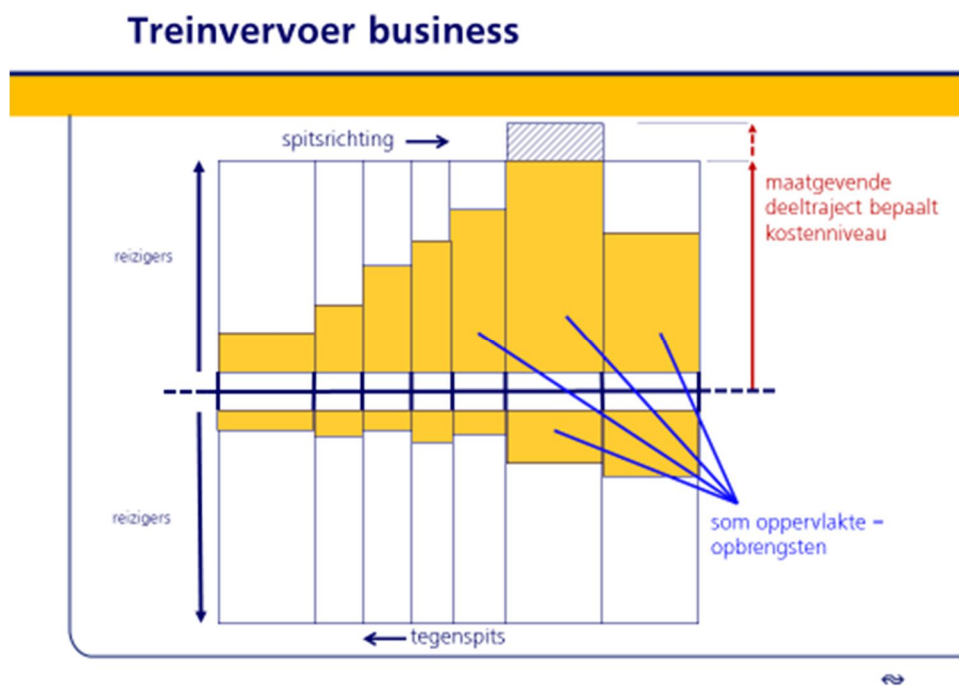 Treinvervoer business
spitsrichting
maatgevende
deeltraject bepaalt
kostenniveau
reizigers
reizigers
som oppervlakte =
opbrengsten
tegenspits